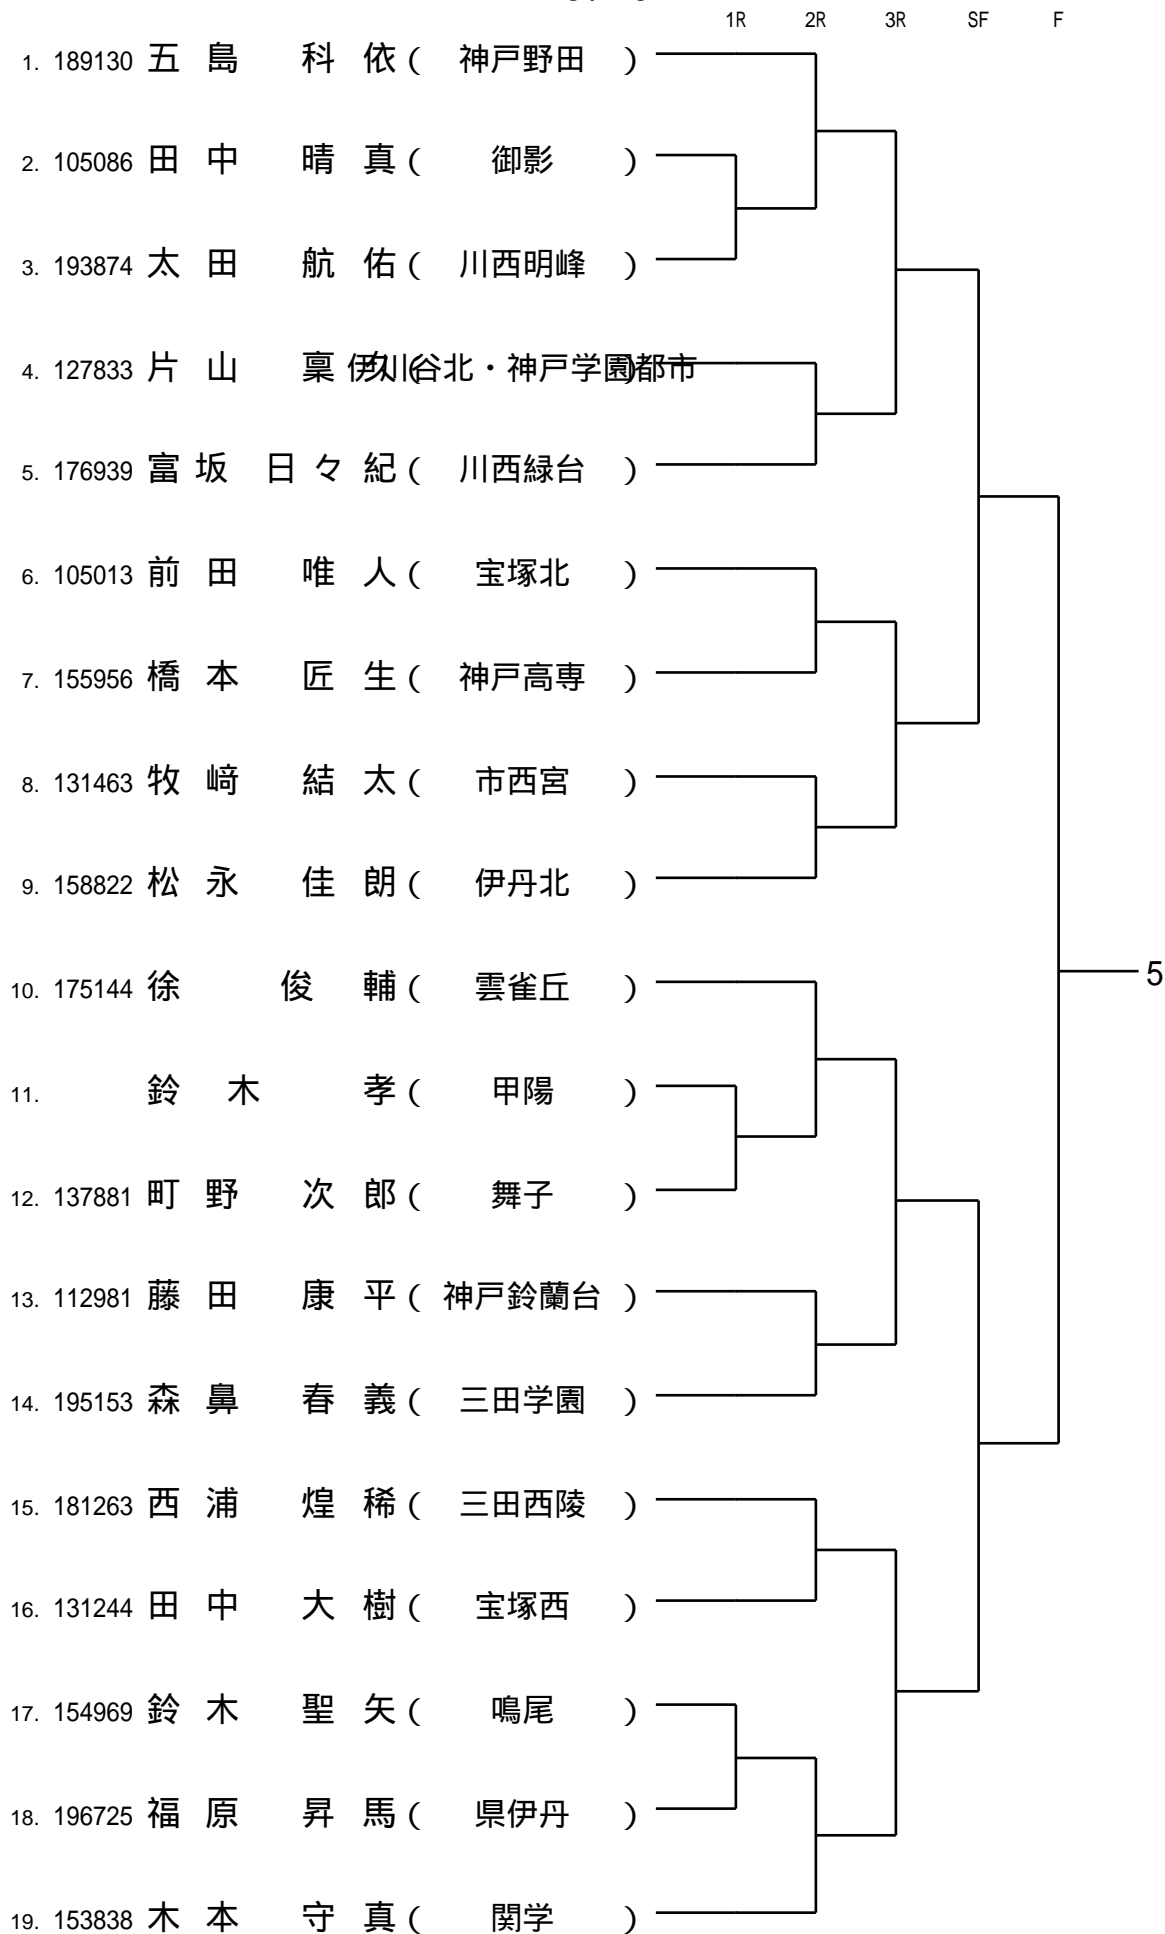 1R 2R 3R SF F
1. 189130 五 島 科 依 ( 神戸野田 )
2. 105086 田 中 晴 真 ( 御影 )
3. 193874 太 田 航 佑 ( 川西明峰 )
4. 127833 片 山 稟 ( 伊川谷北・神戸学園都市 )
5. 176939 富 坂 日 々 紀 ( 川西緑台 )
6. 105013 前 田 唯 人 ( 宝塚北 )
7. 155956 橋 本 匠 生 ( 神戸高専 )
8. 131463 牧 﨑 結 太 ( 市西宮 )
9. 158822 松 永 佳 朗 ( 伊丹北 )
10. 175144 徐 俊 輔 ( 雲雀丘 )
5
11. 鈴 木 孝 ( 甲陽 )
12. 137881 町 野 次 郎 ( 舞子 )
13. 112981 藤 田 康 平 ( 神戸鈴蘭台 )
14. 195153 森 鼻 春 義 ( 三田学園 )
15. 181263 西 浦 煌 稀 ( 三田西陵 )
16. 131244 田 中 大 樹 ( 宝塚西 )
17. 154969 鈴 木 聖 矢 ( 鳴尾 )
18. 196725 福 原 昇 馬 ( 県伊丹 )
19. 153838 木 本 守 真 ( 関学 )